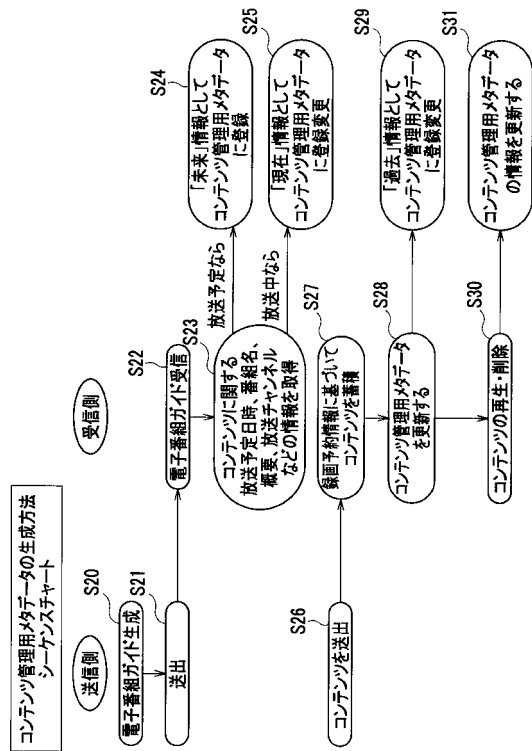 コンテンツ管理用メタデータの生成方法
シーケンスチャート
送信側
受信側
S20
電子番組ガイド生成
S21
送出
S22
電子番組ガイド受信
S23
コンテンツに関する
放送予定日時、番組名、
概要、放送チャンネル
などの情報を取得
放送予定なら
S24
「未来」情報として
コンテンツ管理用メタデータ
に登録
放送中なら
S25
「現在」情報として
コンテンツ管理用メタデータ
に登録変更
S26
コンテンツを送出
S27
録画予約情報に基づいて
コンテンツを蓄積
S28
コンテンツ管理用メタデータ
を更新する
S29
「過去」情報として
コンテンツ管理用メタデータ
に登録変更
S30
コンテンツの再生・削除
S31
コンテンツ管理用メタデータ
の情報を更新する